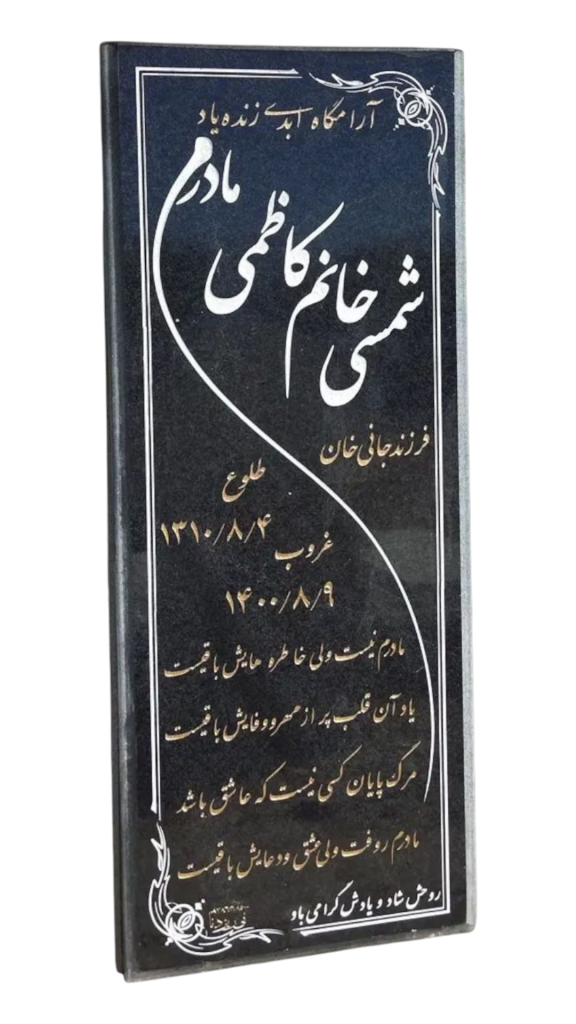 آرامگاه ابدی زنده یاد
مادرم
شمسی خانم کاظمی
فرزند جانی خان
طلوع
۱۳۱۰/۸/۴
غروب
۱۴۰۰/۸/۹
مادرم نیست ولی خاطره هایش باقیست
یاد آن قلب پر از مهر و وفایش باقیست
مرگ پایان کسی نیست که عاشق باشد
مادرم رفت ولی عشق و دعایش باقیست
روحش شاد و یادش گرامی باد